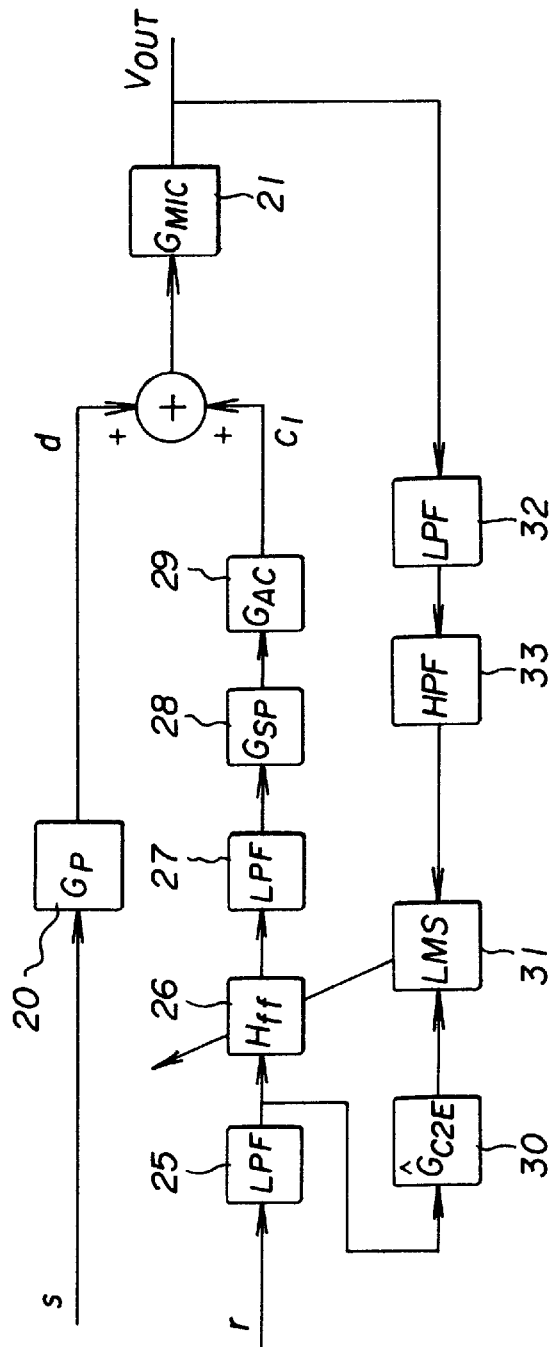 s
20
GP
d
+
+
+
C1
GMIC
21
VOUT
r
25
LPF
26
Hff
27
LPF
28
GSP
29
GAC
30
ĜC2E
31
LMS
33
HPF
32
LPF